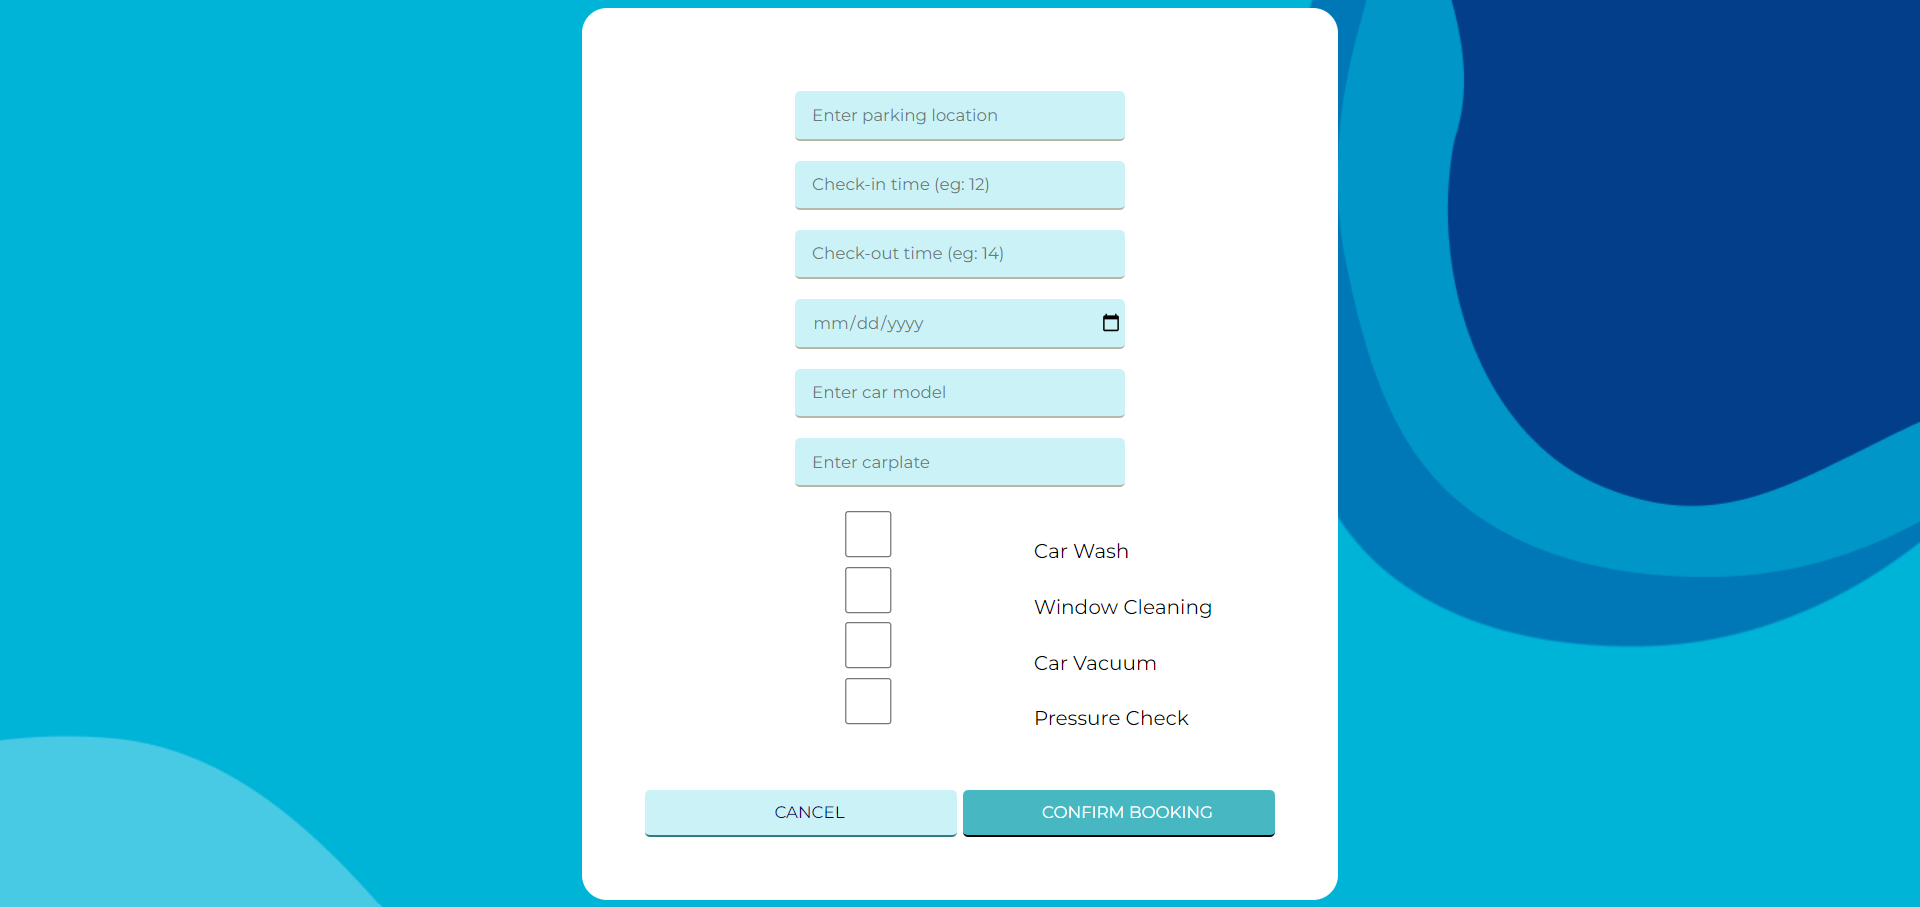 Enter parking location
Check-in time (eg: 12)
Check-out time (eg: 14)
mm/dd/yyyy
Enter car model
Enter carplate
Car Wash
Window Cleaning
Car Vacuum
Pressure Check
CANCEL
CONFIRM BOOKING